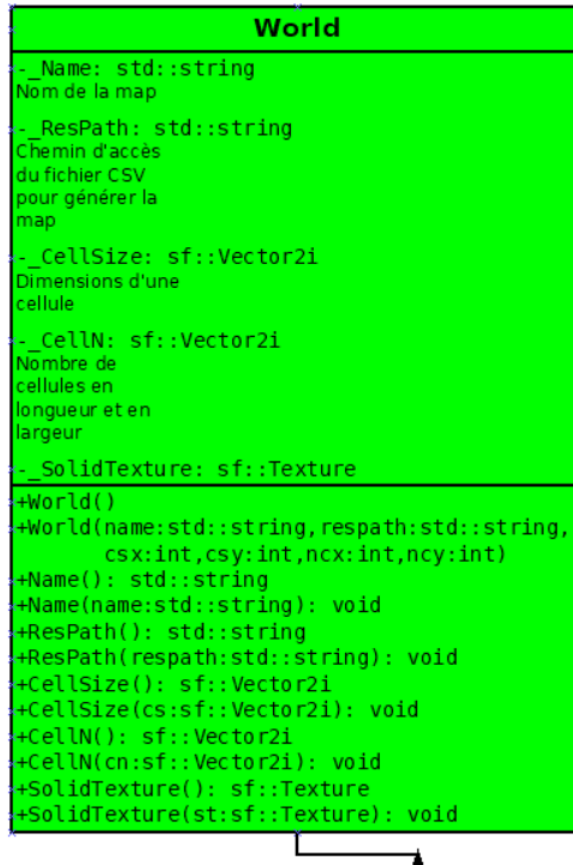 World
-_Name: std::string
Nom de la map
-_ResPath: std::string
Chemin d'accès
du fichier CSV
pour générer la
map
-_CellSize: sf::Vector2i
Dimensions d'une
cellule
-_CellN: sf::Vector2i
Nombre de
cellules en
longueur et en
largeur
-_SolidTexture: sf::Texture
+World()
+World(name:std::string,respath:std::string,
csx:int,csy:int,ncx:int,ncy:int)
+Name(): std::string
+Name(name:std::string): void
+ResPath(): std::string
+ResPath(respath:std::string): void
+CellSize(): sf::Vector2i
+CellSize(cs:sf::Vector2i): void
+CellN(): sf::Vector2i
+CellN(cn:sf::Vector2i): void
+SolidTexture(): sf::Texture
+SolidTexture(st:sf::Texture): void